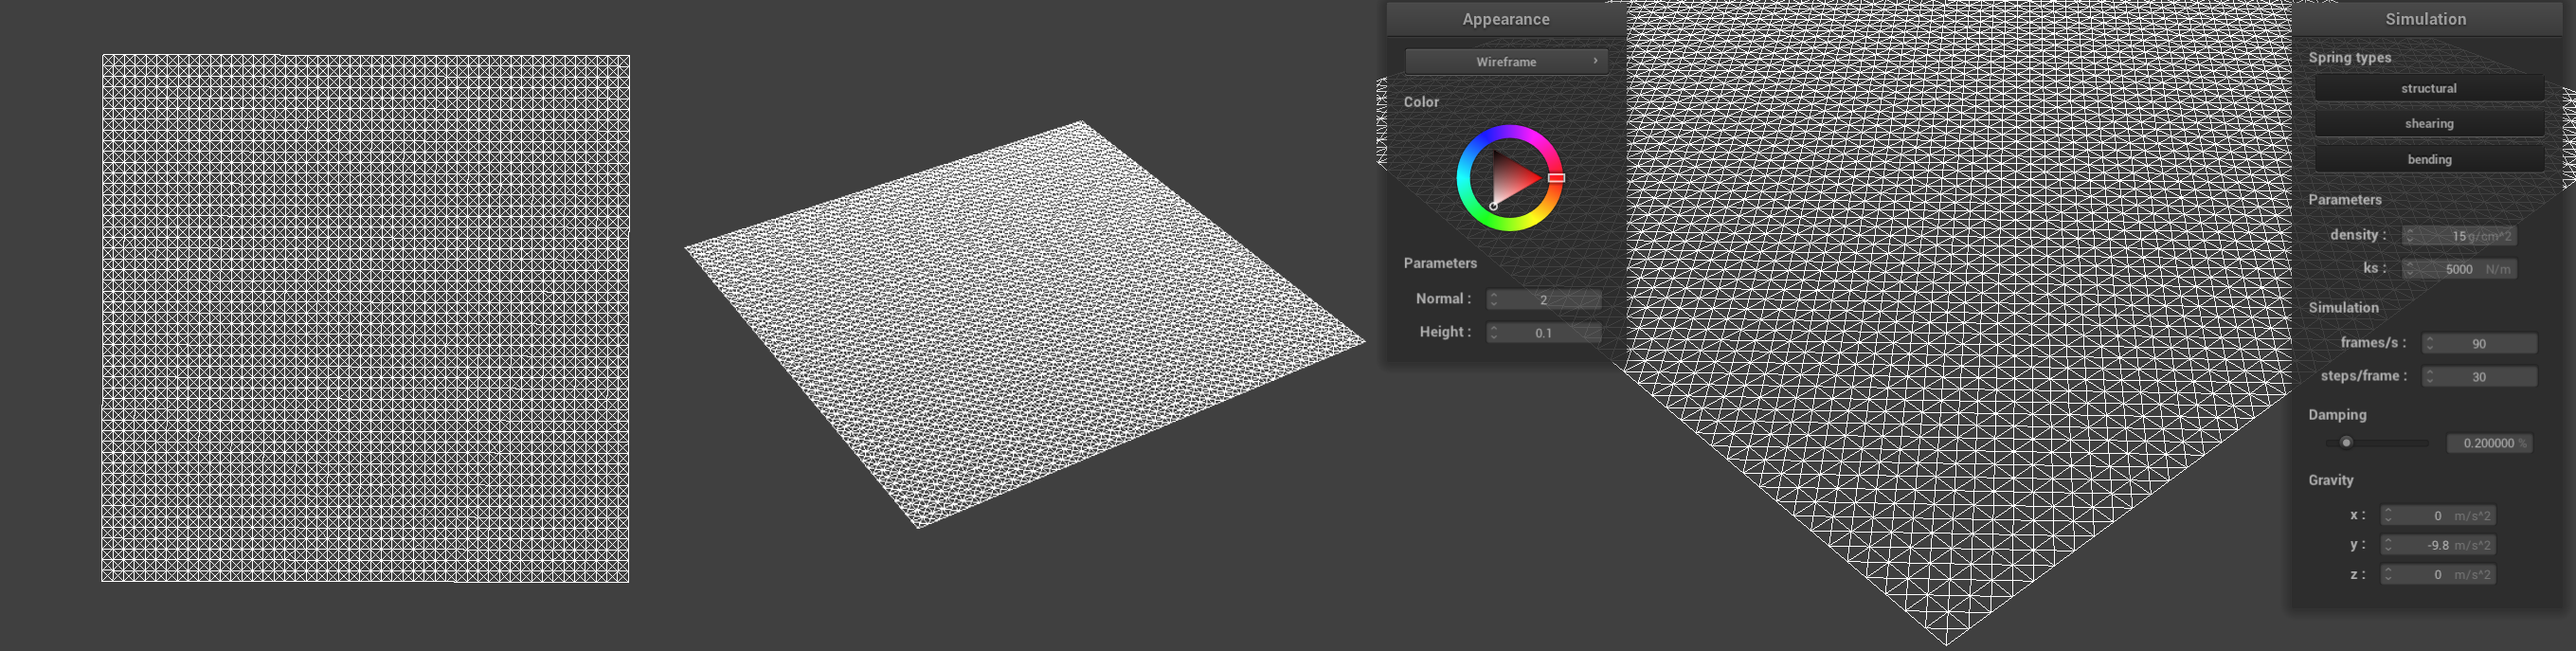 Appearance
Wireframe ›
Color
Parameters
Normal : 2
Height : 0.1
Simulation
Spring types
structural
shearing
bending
Parameters
density : 15 g/cm^2
ks : 5000 N/m
Simulation
frames/s : 90
steps/frame : 30
Damping
0.200000 %
Gravity
x : 0 m/s^2
y : -9.8 m/s^2
z : 0 m/s^2